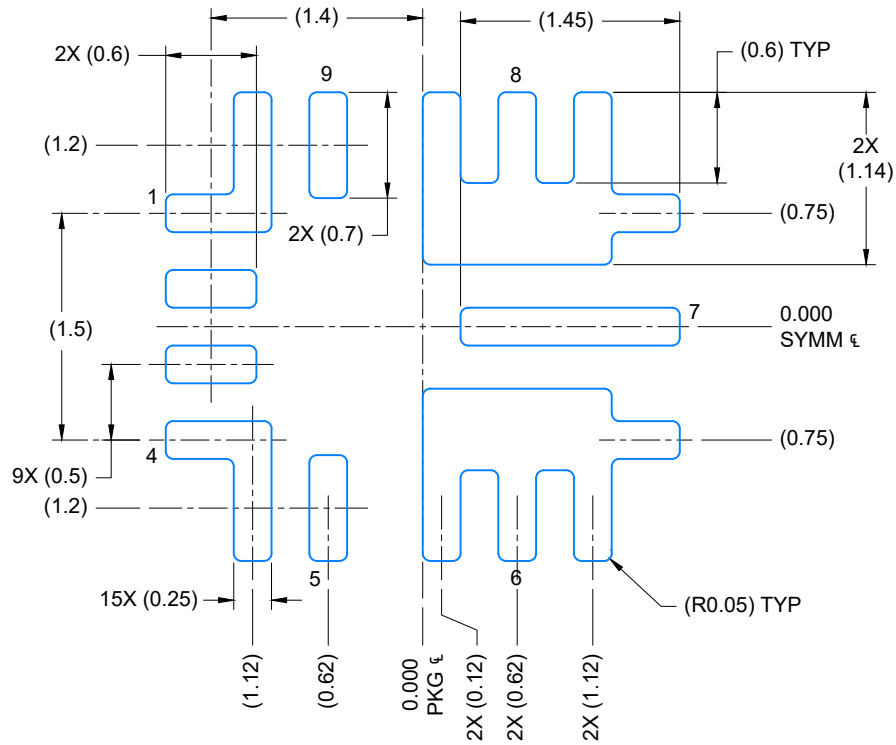 (1.4)
(1.45)
2X (0.6)
9
8
(0.6) TYP
(1.2)
2X
(1.14)
1
2X (0.7)
(0.75)
(1.5)
7
0.000
SYMM ℄
(0.75)
4
9X (0.5)
(1.2)
5
6
15X (0.25)
(R0.05) TYP
(1.12)
(0.62)
0.000
PKG ℄
2X (0.12)
2X (0.62)
2X (1.12)